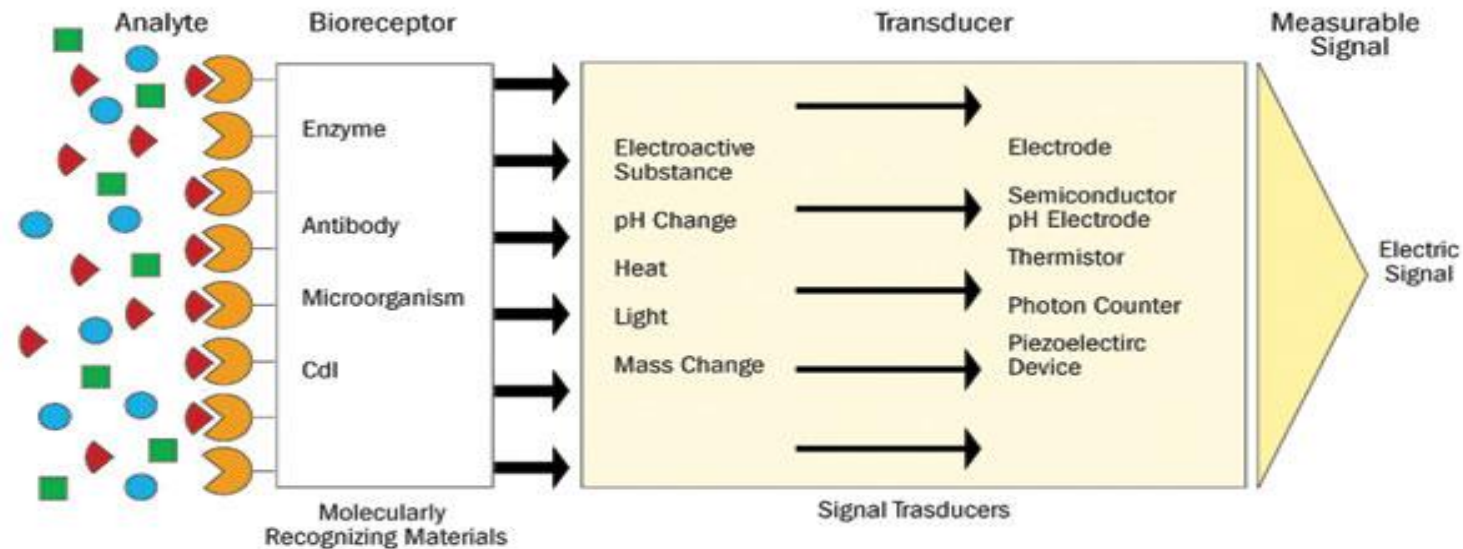 Analyte
Bioreceptor
Transducer
Measurable
Signal
Enzyme
Antibody
Microorganism
Cdl
Molecularly
Recognizing Materials
Electroactive
Substance
pH Change
Heat
Light
Mass Change
Electrode
Semiconductor
pH Electrode
Thermistor
Photon Counter
Piezoelectirc
Device
Signal Trasducers
Electric
Signal